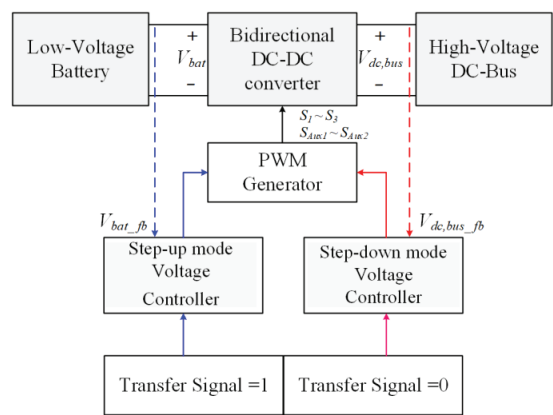 Low-Voltage
Battery
+
V_bat
−
Bidirectional
DC-DC
converter
+
V_dc,bus
−
High-Voltage
DC-Bus
S_1 ~ S_3
S_Aux1 ~ S_Aux2
PWM
Generator
V_bat_fb
V_dc,bus_fb
Step-up mode
Voltage
Controller
Step-down mode
Voltage
Controller
Transfer Signal =1
Transfer Signal =0